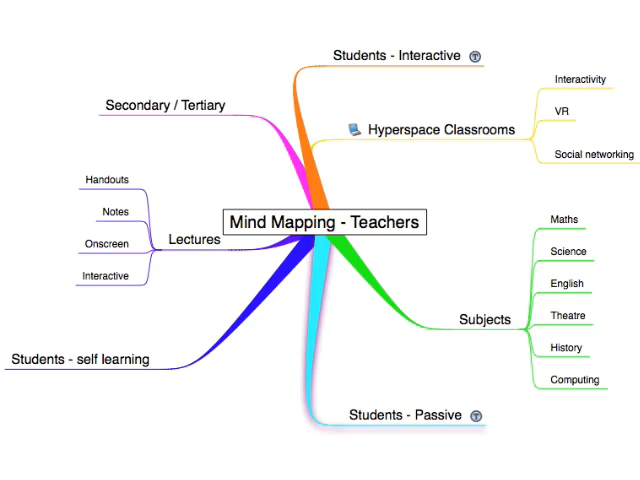 Students - Interactive
Hyperspace Classrooms
Interactivity
VR
Social networking
Secondary / Tertiary
Mind Mapping - Teachers
Lectures
Handouts
Notes
Onscreen
Interactive
Subjects
Maths
Science
English
Theatre
History
Computing
Students - self learning
Students - Passive